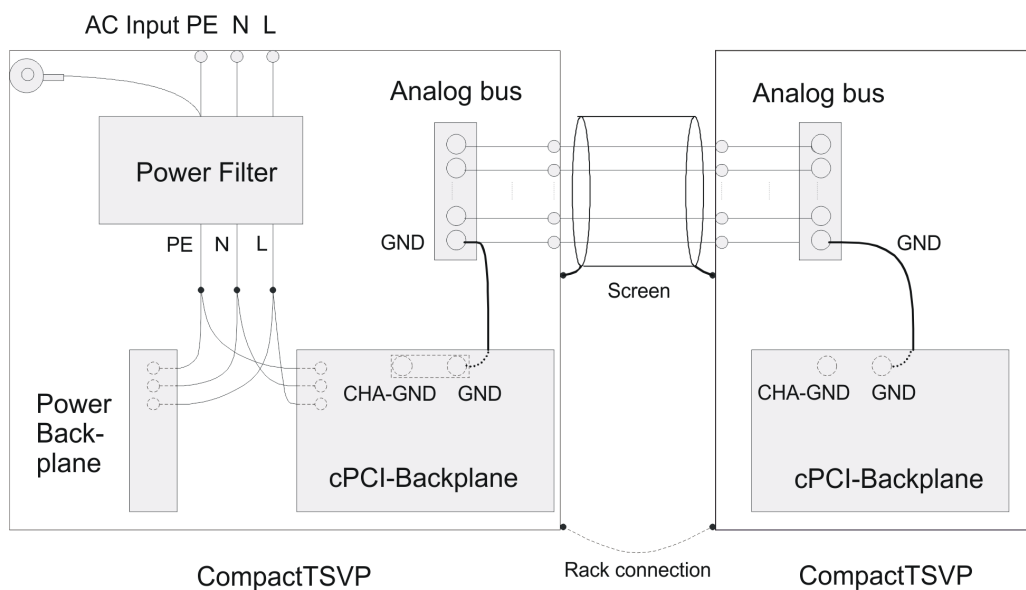 AC Input PE N L
Analog bus
Analog bus
Power Filter
PE N L
GND
GND
Screen
CHA-GND GND
CHA-GND GND
Power
Back-
plane
cPCI-Backplane
cPCI-Backplane
Rack connection
CompactTSVP
CompactTSVP